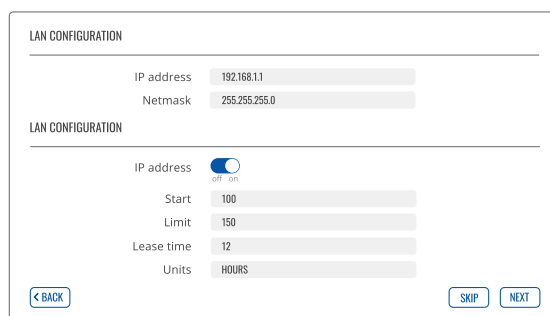 LAN CONFIGURATION
IP address 192.168.1.1
Netmask 255.255.255.0
LAN CONFIGURATION
IP address
off on
Start 100
Limit 150
Lease time 12
Units HOURS
< BACK SKIP NEXT